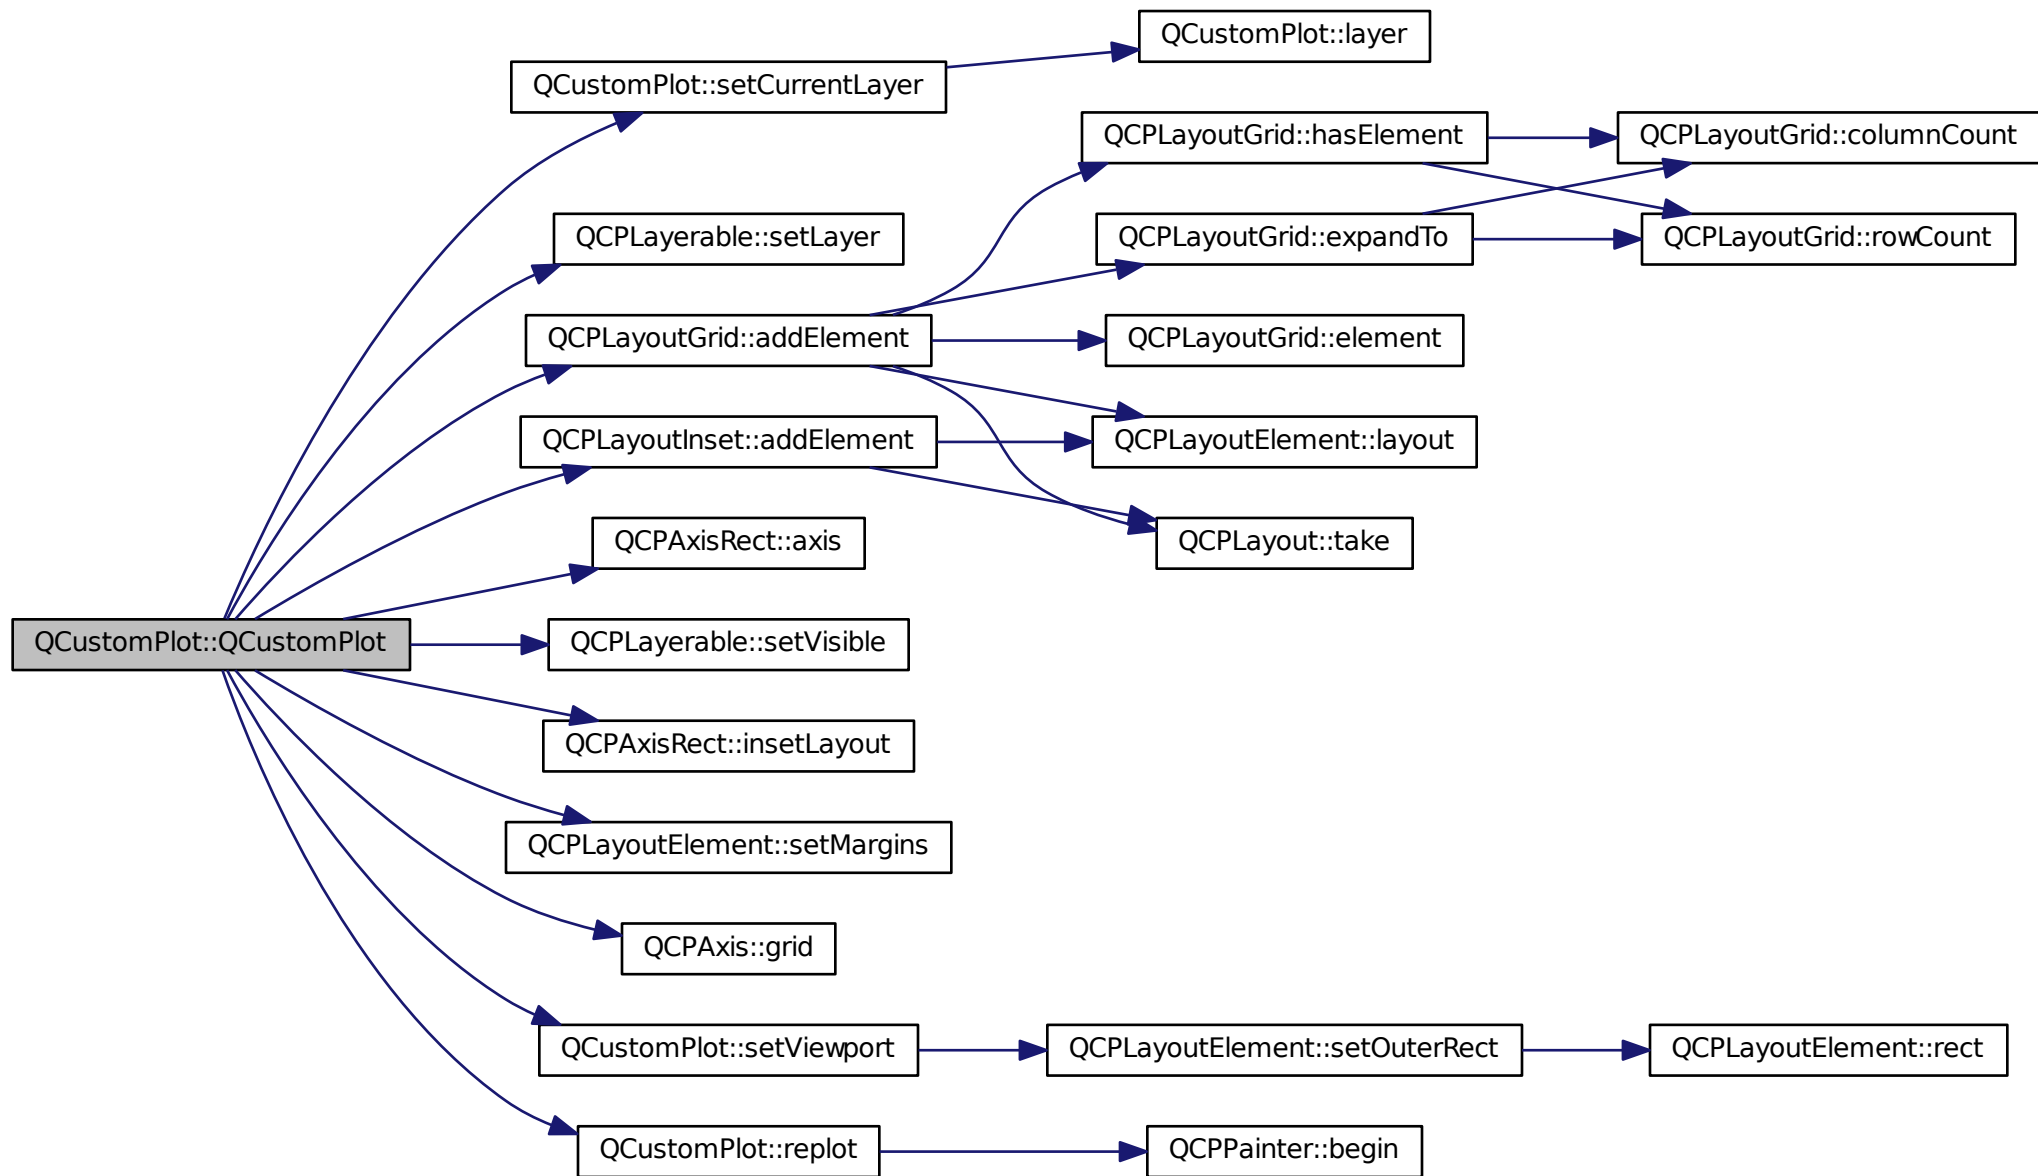 QCustomPlot::layer
QCustomPlot::setCurrentLayer
QCPLayoutGrid::hasElement
QCPLayoutGrid::columnCount
QCPLayerable::setLayer
QCPLayoutGrid::expandTo
QCPLayoutGrid::rowCount
QCPLayoutGrid::addElement
QCPLayoutGrid::element
QCPLayoutInset::addElement
QCPLayoutElement::layout
QCPAxisRect::axis
QCPLayout::take
QCustomPlot::QCustomPlot
QCPLayerable::setVisible
QCPAxisRect::insetLayout
QCPLayoutElement::setMargins
QCPAxis::grid
QCustomPlot::setViewport
QCPLayoutElement::setOuterRect
QCPLayoutElement::rect
QCustomPlot::replot
QCPPainter::begin